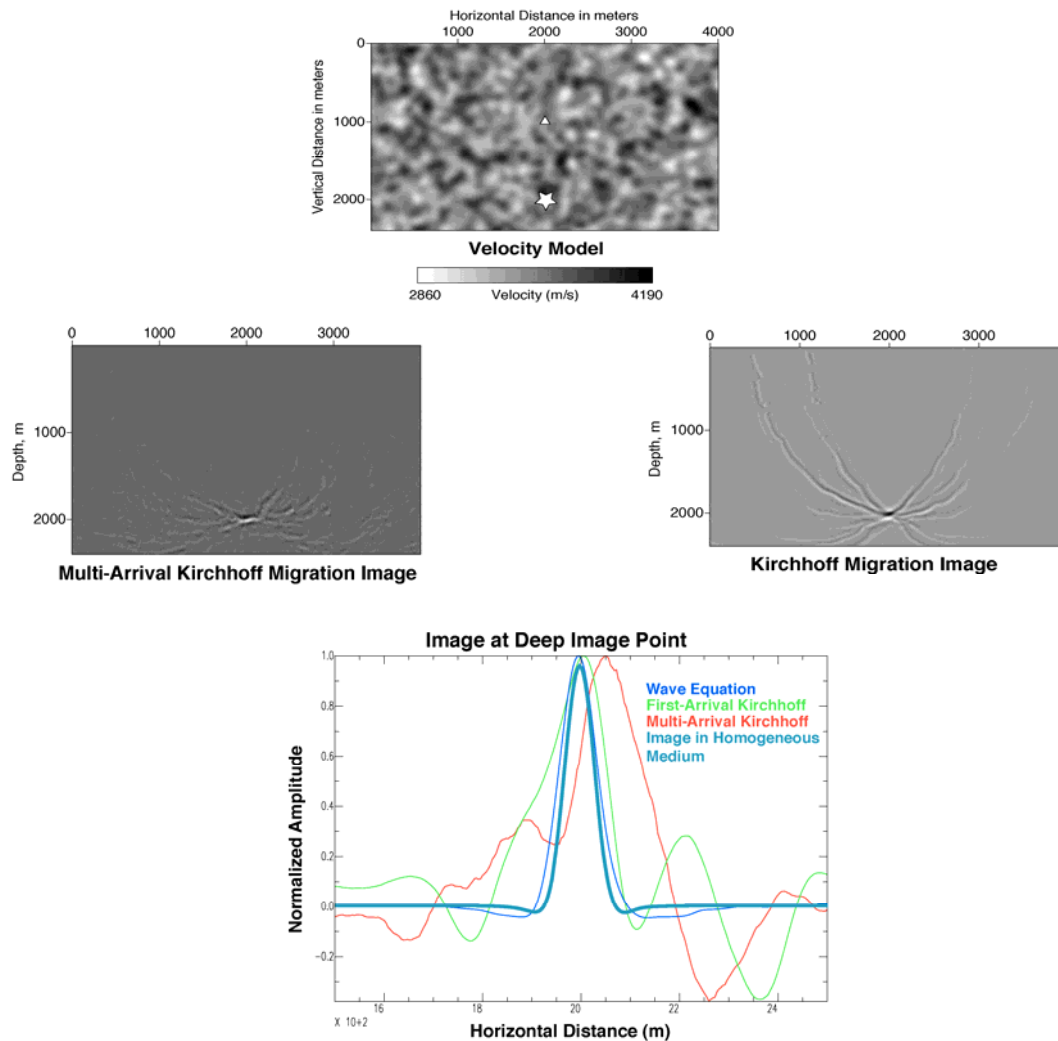 Horizontal Distance in meters
1000 2000 3000 4000
0
1000
2000
Vertical Distance in meters
Velocity Model
2860 Velocity (m/s) 4190
0 1000 2000 3000
1000
2000
Depth, m
Multi-Arrival Kirchhoff Migration Image
0 1000 2000 3000
1000
2000
Depth, m
Kirchhoff Migration Image
Image at Deep Image Point
Wave Equation
First-Arrival Kirchhoff
Multi-Arrival Kirchhoff
Image in Homogeneous
Medium
Normalized Amplitude
1.0
0.8
0.6
0.4
0.2
0.0
−0.2
16 18 20 22 24
X 10+2
Horizontal Distance (m)